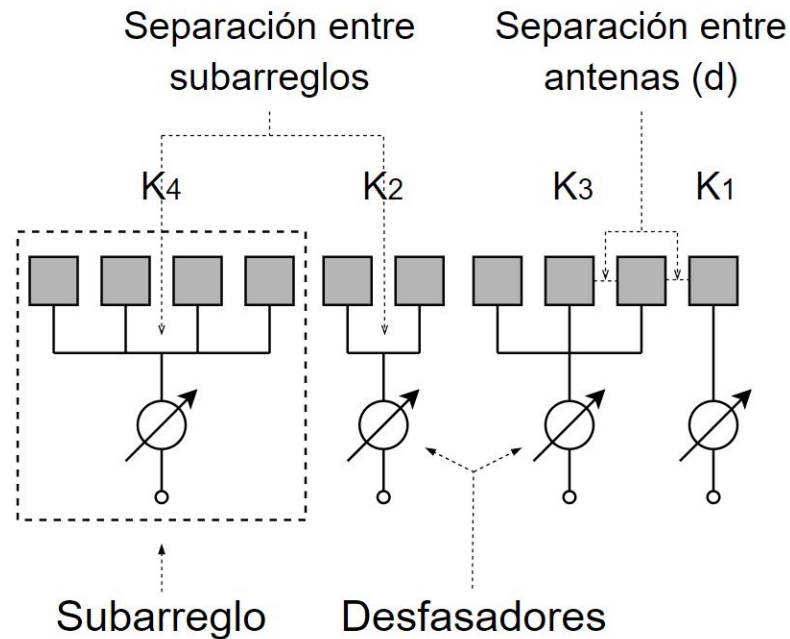 Separación entre
subarreglos
Separación entre
antenas (d)
K4
K2
K3
K1
Subarreglo
Desfasadores